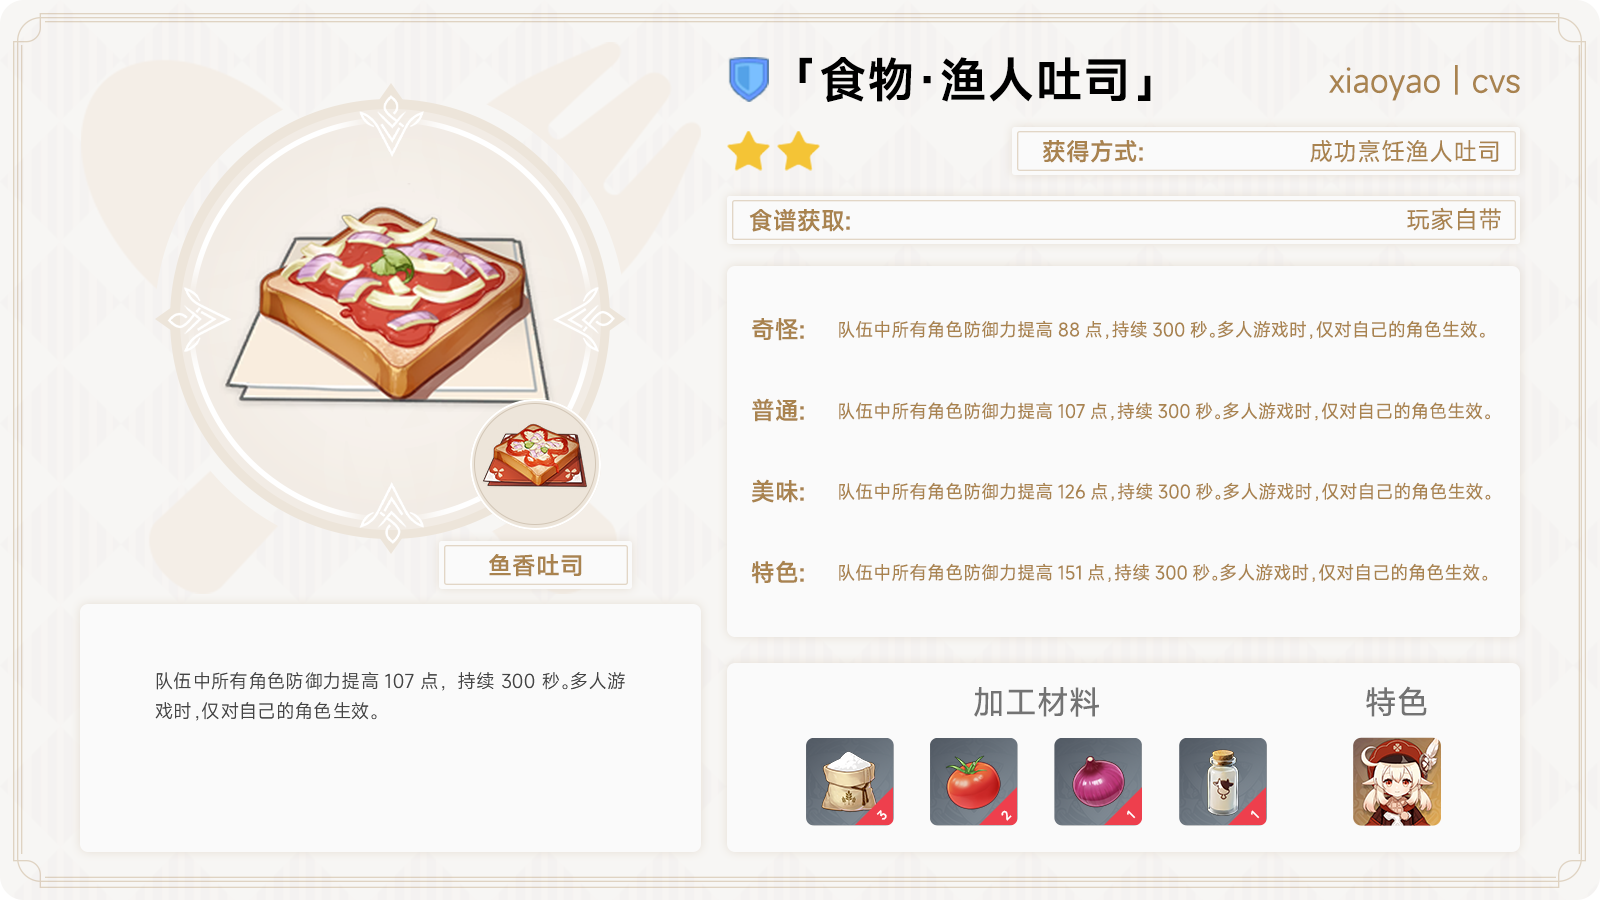 「食物·渔人吐司」
xiaoyao | cvs
获得方式: 成功烹饪渔人吐司
食谱获取: 玩家自带
奇怪: 队伍中所有角色防御力提高 88 点,持续 300 秒。多人游戏时,仅对自己的角色生效。
普通: 队伍中所有角色防御力提高 107 点,持续 300 秒。多人游戏时,仅对自己的角色生效。
美味: 队伍中所有角色防御力提高 126 点,持续 300 秒。多人游戏时,仅对自己的角色生效。
特色: 队伍中所有角色防御力提高 151 点,持续 300 秒。多人游戏时,仅对自己的角色生效。
鱼香吐司
队伍中所有角色防御力提高 107 点，持续 300 秒。多人游
戏时,仅对自己的角色生效。
加工材料 特色
3 2 1 1